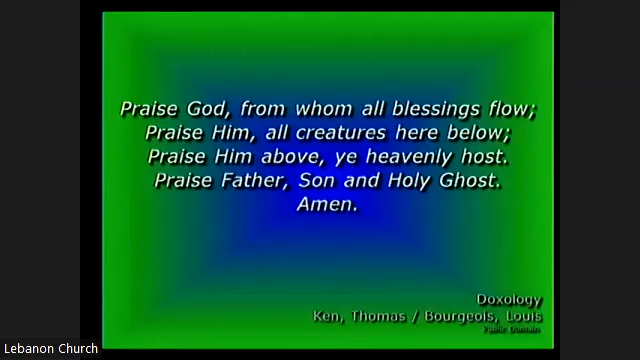 Praise God, from whom all blessings flow;
Praise Him, all creatures here below;
Praise Him above, ye heavenly host.
Praise Father, Son and Holy Ghost.
Amen.
Doxology
Ken, Thomas / Bourgeois, Louis
Public Domain
Lebanon Church